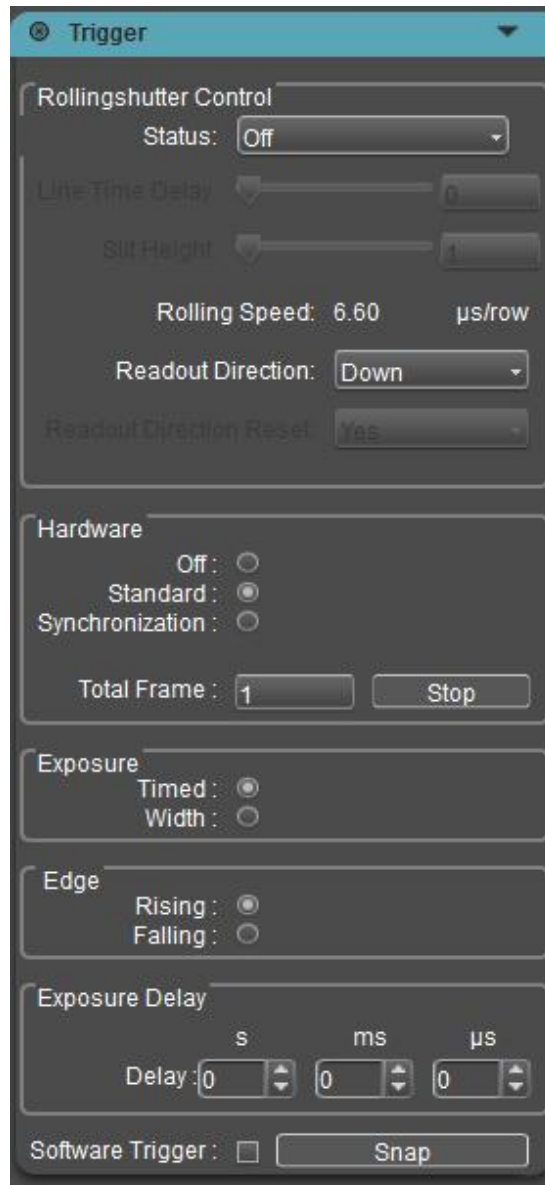 Trigger
Rollingshutter Control
Status: Off
Line Time Delay 0
Slit Height 1
Rolling Speed: 6.60 µs/row
Readout Direction: Down
Readout Direction Reset: Yes
Hardware
Off :
Standard :
Synchronization :
Total Frame : 1 Stop
Exposure
Timed :
Width :
Edge
Rising :
Falling :
Exposure Delay
s ms µs
Delay : 0 0 0
Software Trigger : Snap